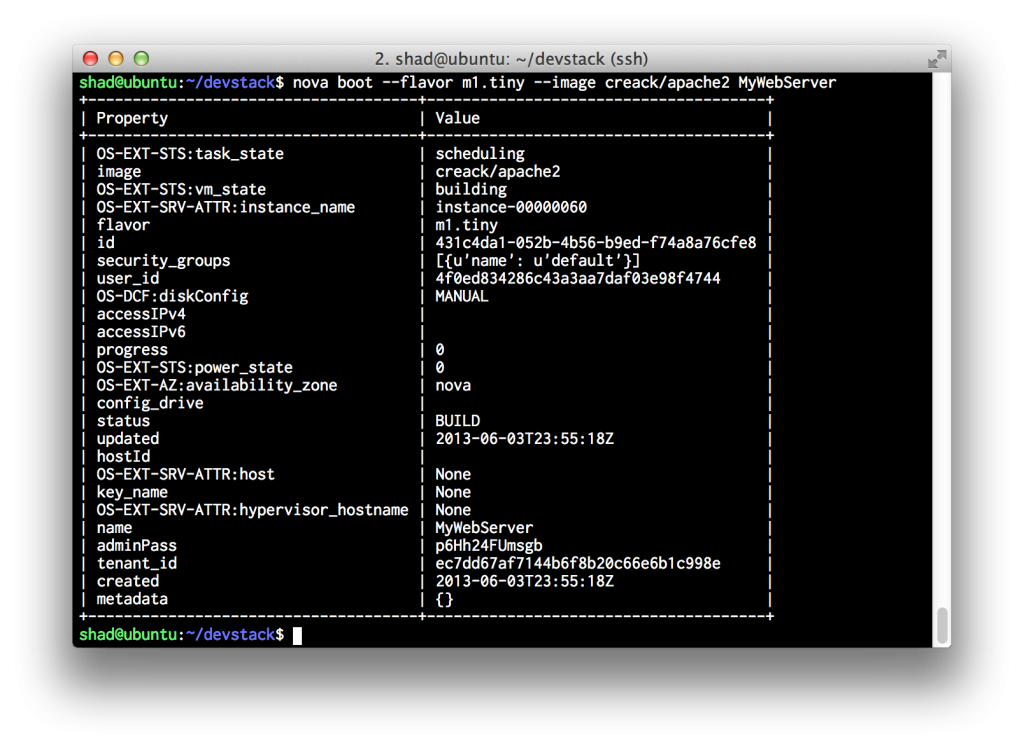 2. shad@ubuntu: ~/devstack (ssh)
shad@ubuntu:~/devstack$ nova boot --flavor m1.tiny --image creack/apache2 MyWebServer
+--------------------------------------+--------------------------------------+
| Property | Value |
+--------------------------------------+--------------------------------------+
| OS-EXT-STS:task_state | scheduling |
| image | creack/apache2 |
| OS-EXT-STS:vm_state | building |
| OS-EXT-SRV-ATTR:instance_name | instance-00000060 |
| flavor | m1.tiny |
| id | 431c4da1-052b-4b56-b9ed-f74a8a76cfe8 |
| security_groups | [{u'name': u'default'}] |
| user_id | 4f0ed834286c43a3aa7daf03e98f4744 |
| OS-DCF:diskConfig | MANUAL |
| accessIPv4 | |
| accessIPv6 | |
| progress | 0 |
| OS-EXT-STS:power_state | 0 |
| OS-EXT-AZ:availability_zone | nova |
| config_drive | |
| status | BUILD |
| updated | 2013-06-03T23:55:18Z |
| hostId | |
| OS-EXT-SRV-ATTR:host | None |
| key_name | None |
| OS-EXT-SRV-ATTR:hypervisor_hostname | None |
| name | MyWebServer |
| adminPass | p6Hh24FUmsgb |
| tenant_id | ec7dd67af7144b6f8b20c66e6b1c998e |
| created | 2013-06-03T23:55:18Z |
| metadata | {} |
+--------------------------------------+--------------------------------------+
shad@ubuntu:~/devstack$